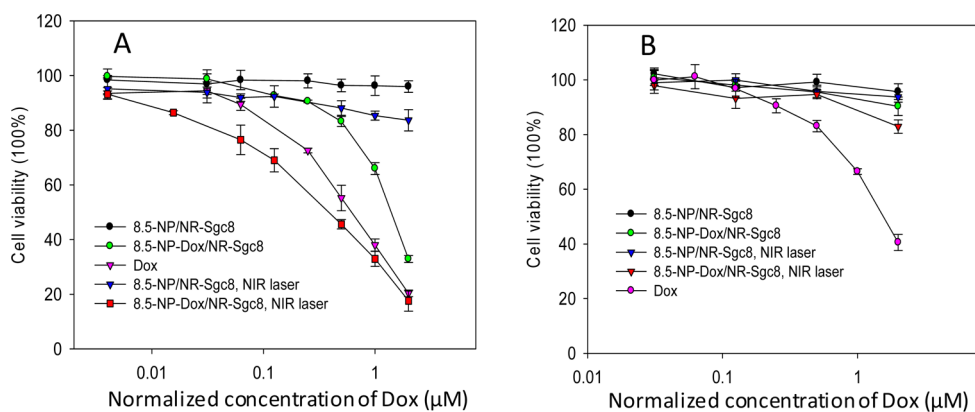 A
120
100
80
60
40
20
0
Cell viability (100%)
8.5-NP/NR-Sgc8
8.5-NP-Dox/NR-Sgc8
Dox
8.5-NP/NR-Sgc8, NIR laser
8.5-NP-Dox/NR-Sgc8, NIR laser
0.01
0.1
1
Normalized concentration of Dox (μM)
B
120
100
80
60
40
20
0
Cell viability (100%)
8.5-NP/NR-Sgc8
8.5-NP-Dox/NR-Sgc8
8.5-NP/NR-Sgc8, NIR laser
8.5-NP-Dox/NR-Sgc8, NIR laser
Dox
0.01
0.1
1
Normalized concentration of Dox (μM)